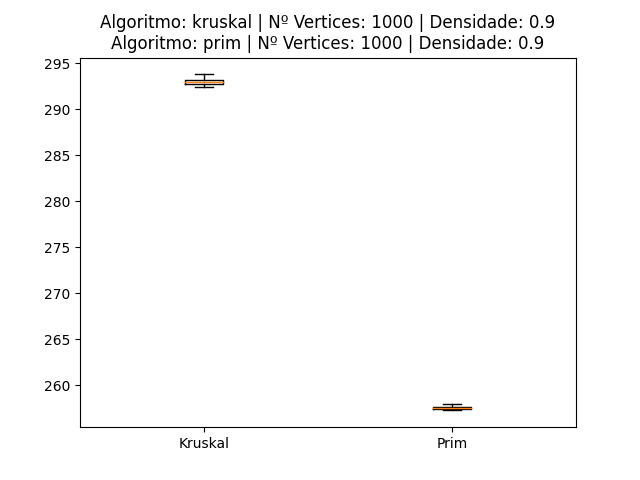 Algoritmo: kruskal | Nº Vertices: 1000 | Densidade: 0.9
Algoritmo: prim | Nº Vertices: 1000 | Densidade: 0.9
295
290
285
280
275
270
265
260
Kruskal Prim